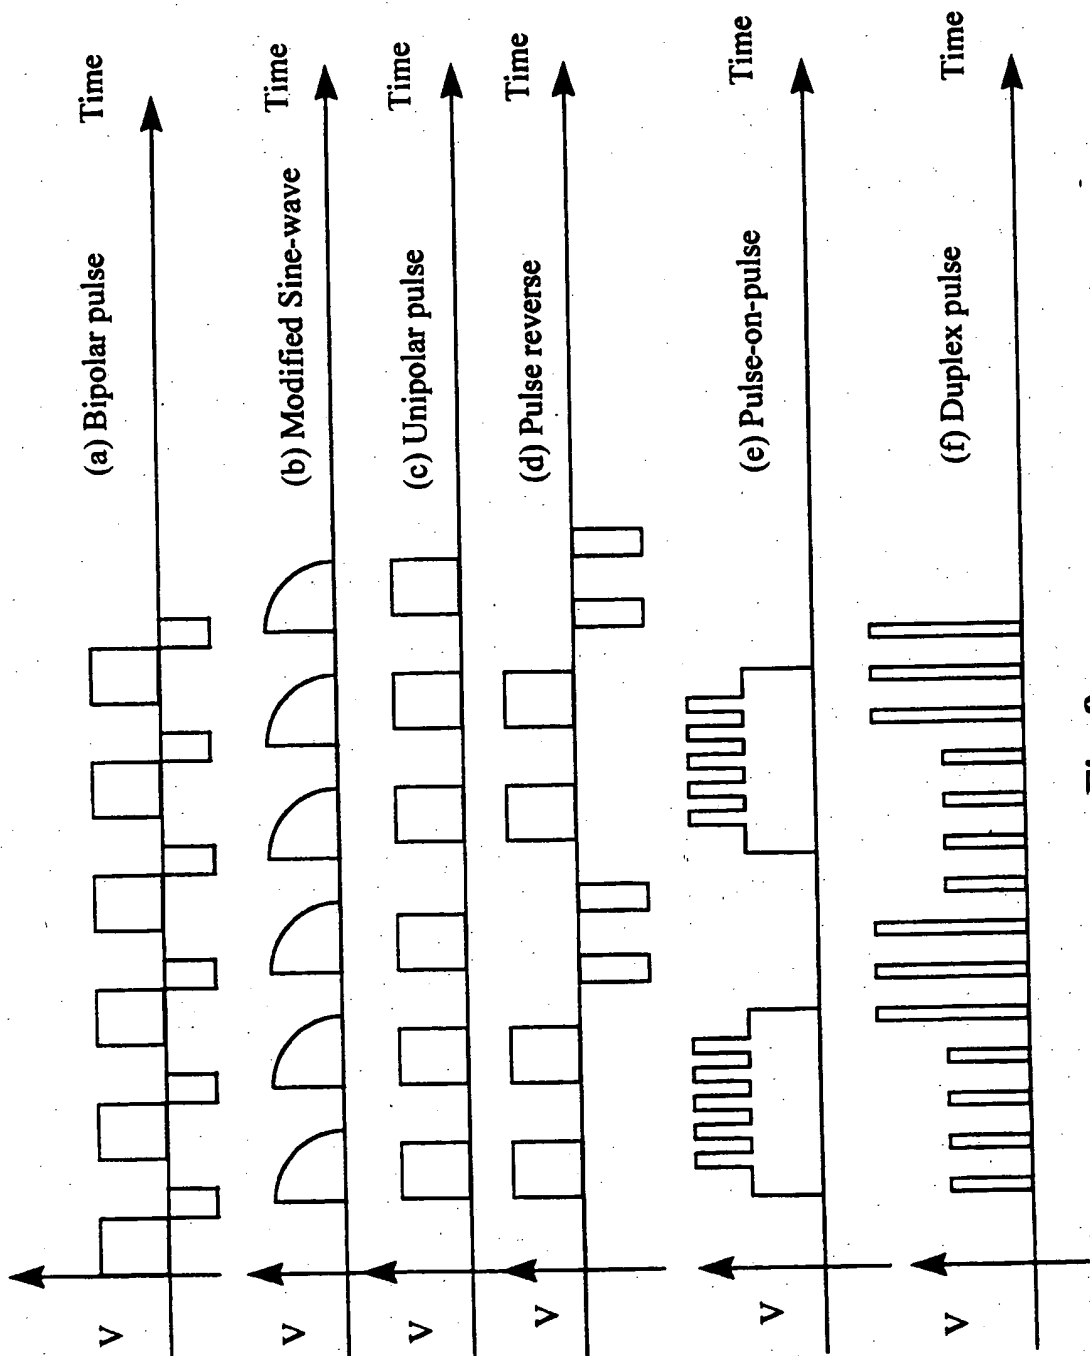 V
(a) Bipolar pulse
Time
V
(b) Modified Sine-wave
Time
V
(c) Unipolar pulse
Time
V
(d) Pulse reverse
Time
V
(e) Pulse-on-pulse
Time
V
(f) Duplex pulse
Time